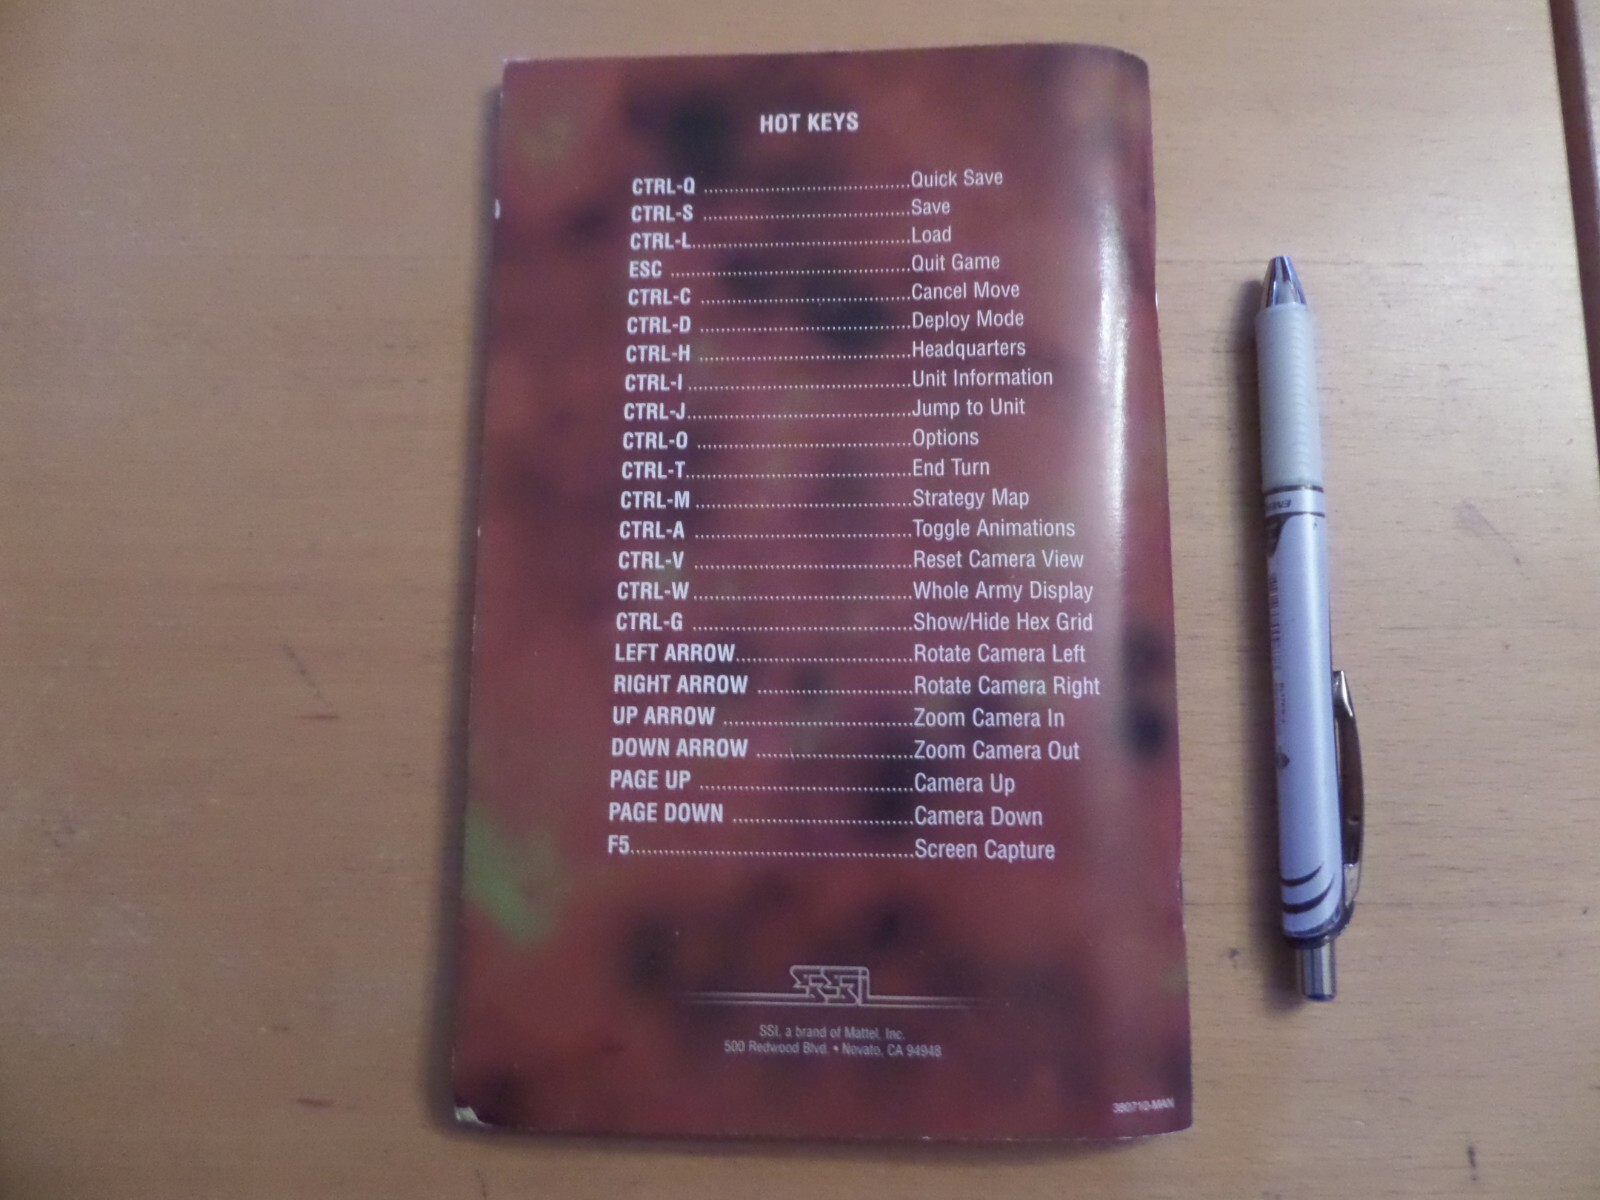 HOT KEYS
CTRL-Q ........................................Quick Save
CTRL-S ........................................Save
CTRL-L..........................................Load
ESC ..............................................Quit Game
CTRL-C ........................................Cancel Move
CTRL-D ........................................Deploy Mode
CTRL-H ........................................Headquarters
CTRL-I ..........................................Unit Information
CTRL-J..........................................Jump to Unit
CTRL-O ........................................Options
CTRL-T..........................................End Turn
CTRL-M ........................................Strategy Map
CTRL-A ........................................Toggle Animations
CTRL-V ........................................Reset Camera View
CTRL-W ........................................Whole Army Display
CTRL-G ........................................Show/Hide Hex Grid
LEFT ARROW................................Rotate Camera Left
RIGHT ARROW ............................Rotate Camera Right
UP ARROW ..................................Zoom Camera In
DOWN ARROW ............................Zoom Camera Out
PAGE UP ......................................Camera Up
PAGE DOWN ................................Camera Down
F5..................................................Screen Capture
SSI
SSI, a brand of Mattel, Inc.
500 Redwood Blvd. • Novato, CA 94948
380710-MAN